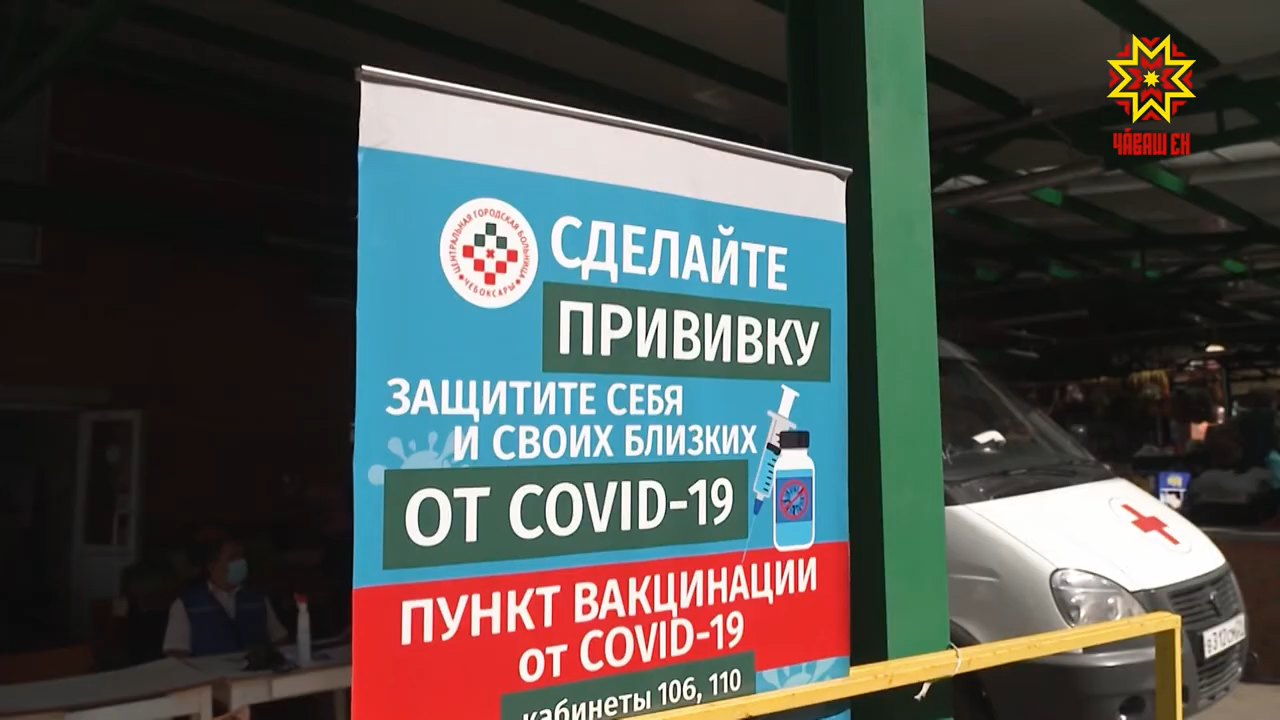 ЧӐВАШ ЕН
ЦЕНТРАЛЬНАЯ ГОРОДСКАЯ БОЛЬНИЦА
ЧЕБОКСАРЫ
СДЕЛАЙТЕ
ПРИВИВКУ
ЗАЩИТИТЕ СЕБЯ
И СВОИХ БЛИЗКИХ
ОТ COVID-19
ПУНКТ ВАКЦИНАЦИИ
от COVID-19
кабинеты 106, 110